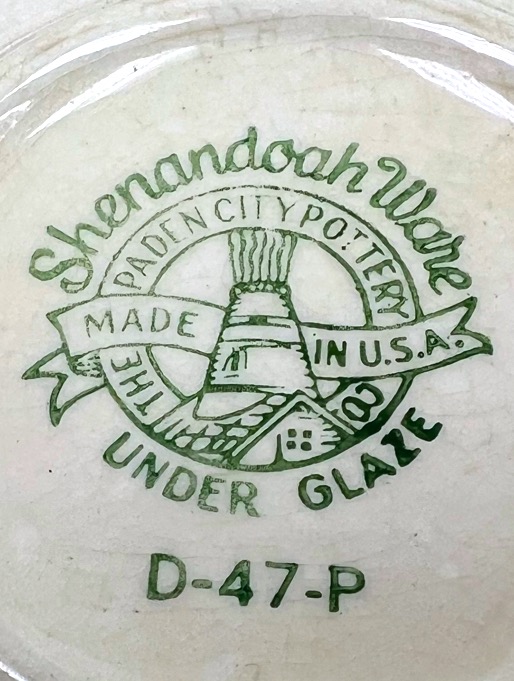 Shenandoah Ware
THE PADEN CITY POTTERY CO
MADE IN U.S.A.
UNDER GLAZE
D-47-P